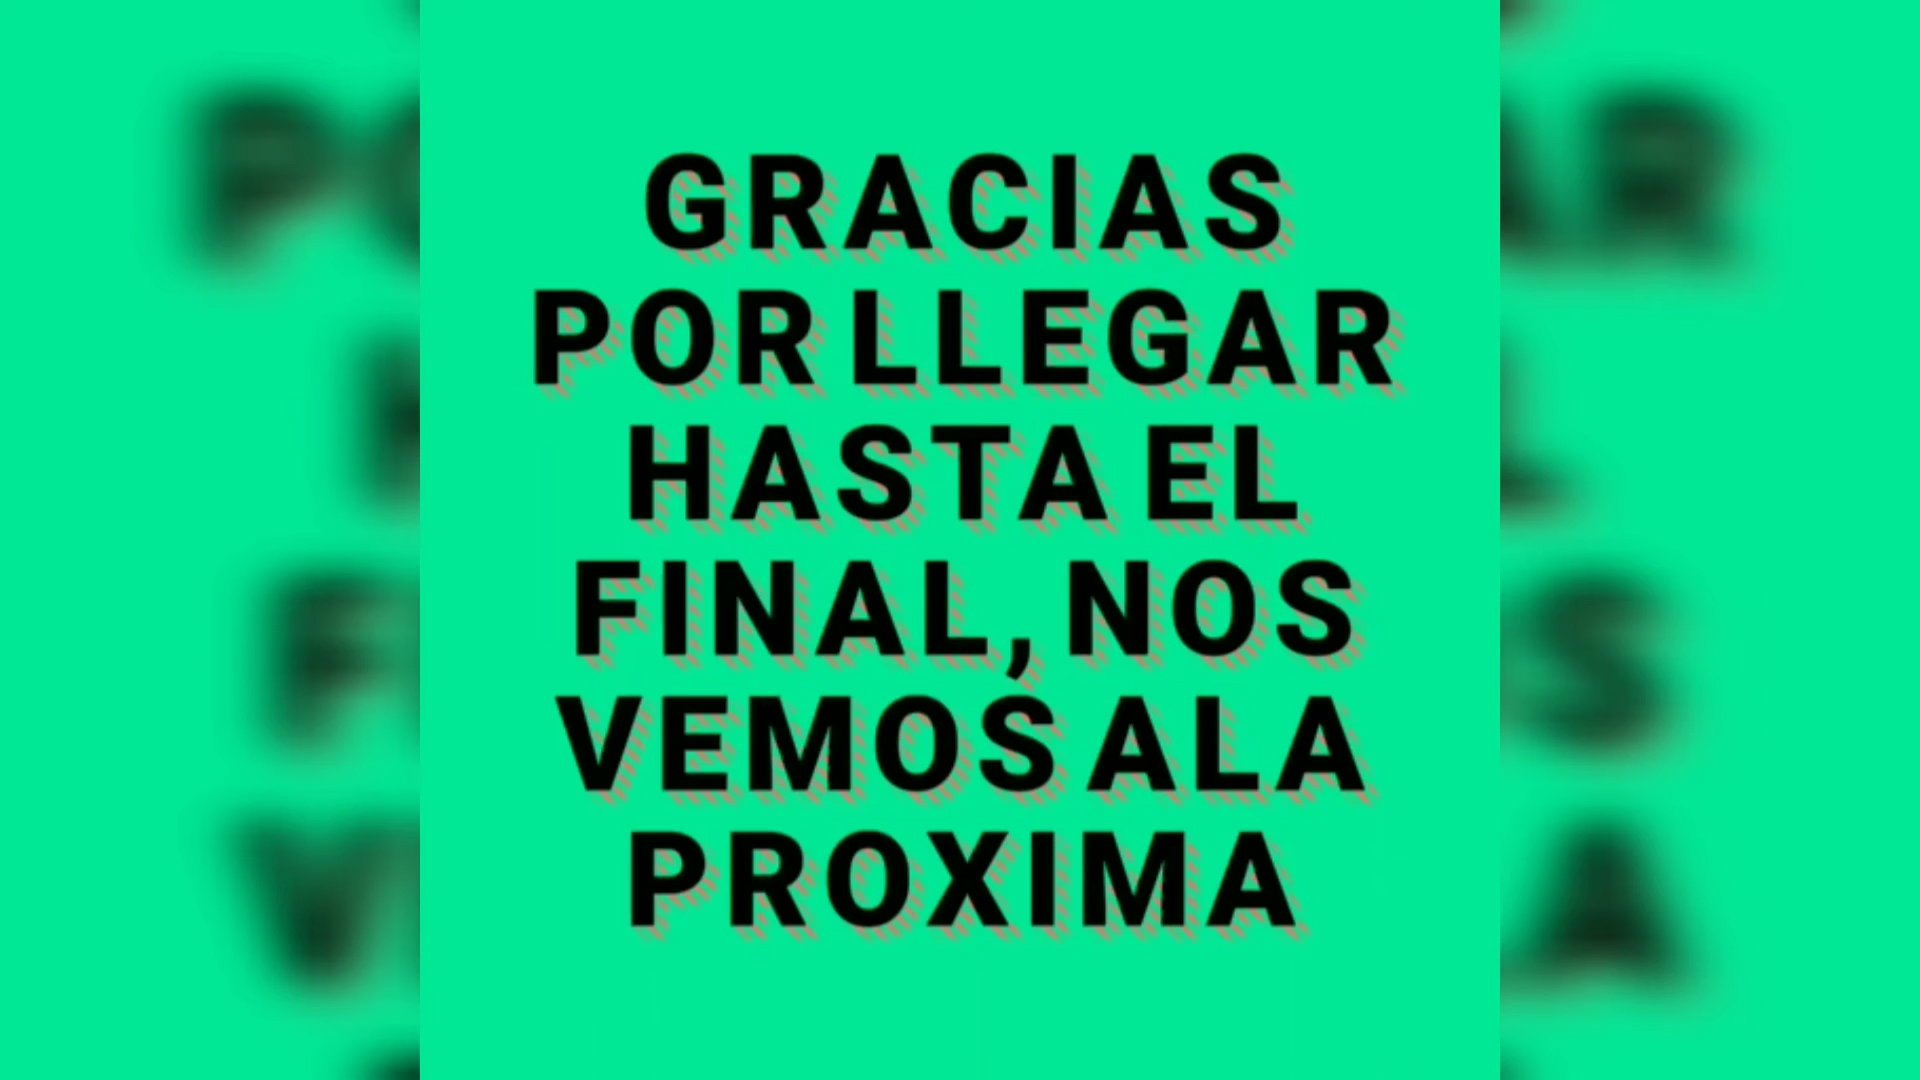 GRACIAS
POR LLEGAR
HASTA EL
FINAL, NOS
VEMOS ALA
PROXIMA